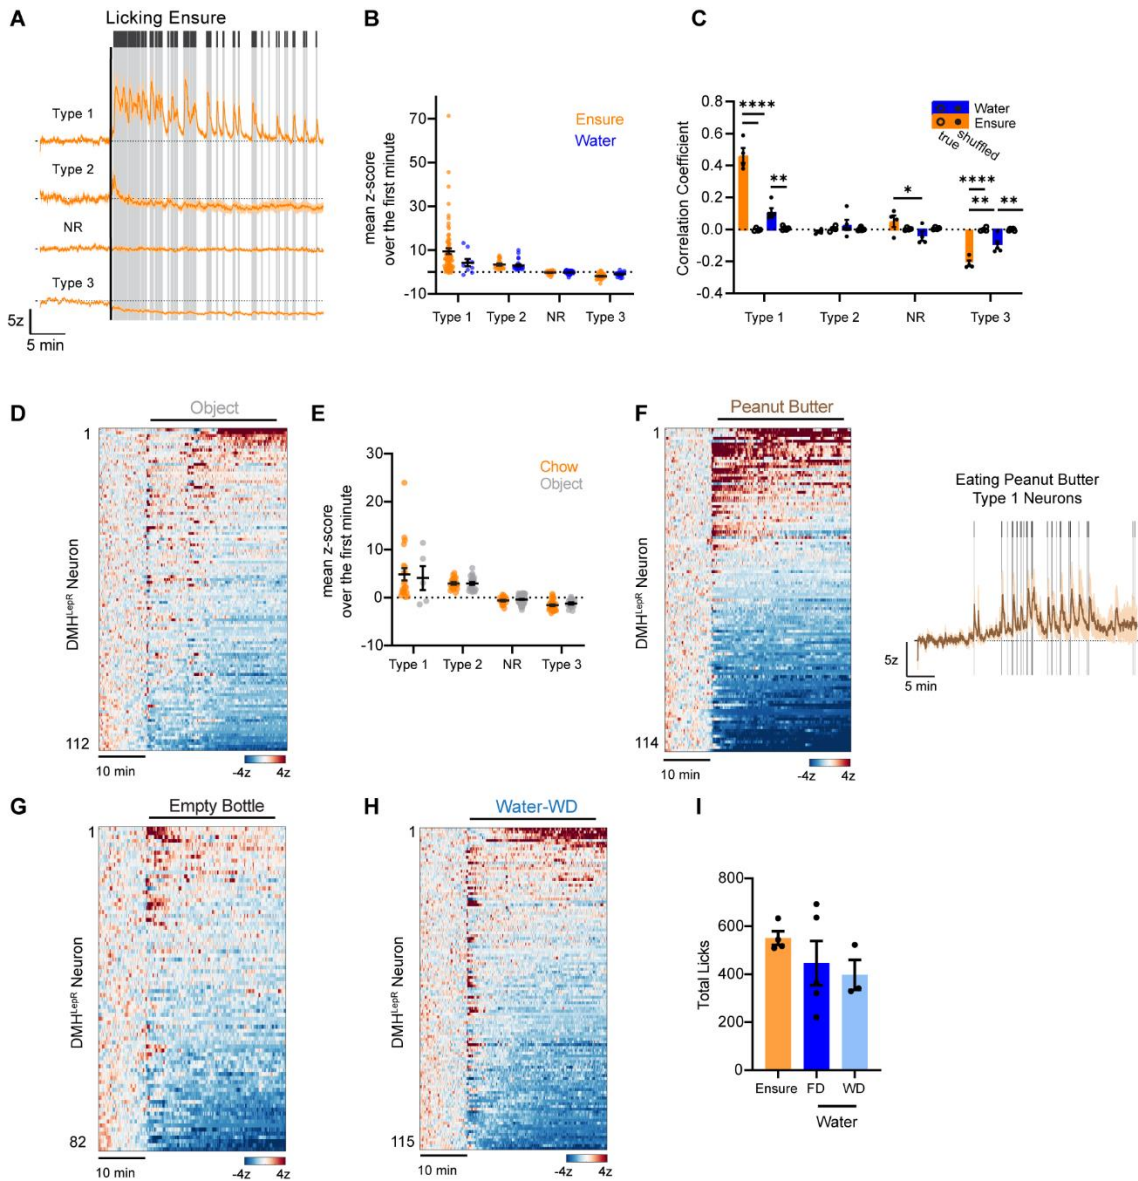 A
Licking Ensure
Type 1
Type 2
NR
Type 3
5z
5 min
B
mean z-score
over the first minute
80
60
40
20
10
-10
Ensure
Water
Type 1
Type 2
NR
Type 3
C
Correlation Coefficient
0.8
0.6
0.4
0.2
0.0
-0.2
-0.4
****
**
*
****
**
**
Water
Ensure
true
shuffled
Type 1
Type 2
NR
Type 3
D
Object
1
DMH^LepR Neuron
112
10 min
-4z
4z
E
mean z-score
over the first minute
30
20
10
0
-10
Chow
Object
Type 1
Type 2
NR
Type 3
F
Peanut Butter
1
DMH^LepR Neuron
114
10 min
-4z
4z
Eating Peanut Butter
Type 1 Neurons
5z
5 min
G
Empty Bottle
1
DMH^LepR Neuron
82
10 min
-4z
4z
H
Water-WD
1
DMH^LepR Neuron
115
10 min
-4z
4z
I
Total Licks
800
600
400
200
0
Ensure
FD
WD
Water